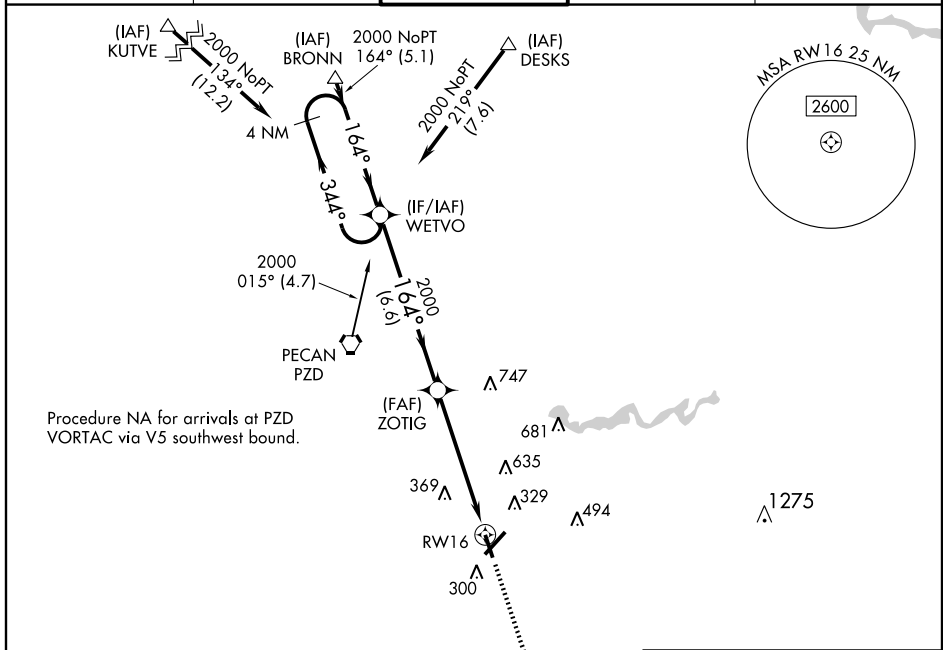 (IAF)
KUTVE
2000 NoPT
134°
(12.2)
(IAF)
BRONN
2000 NoPT
164° (5.1)
(IAF)
DESKS
2000 NoPT
219°
(7.6)
MSA RW16 25 NM
2600
4 NM
164°
344°
(IF/IAF)
WETVO
2000
015° (4.7)
2000
164°
(6.6)
PECAN
PZD
(FAF)
ZOTIG
747
Procedure NA for arrivals at PZD
VORTAC via V5 southwest bound.
681
635
369
329
494
1275
RW16
300